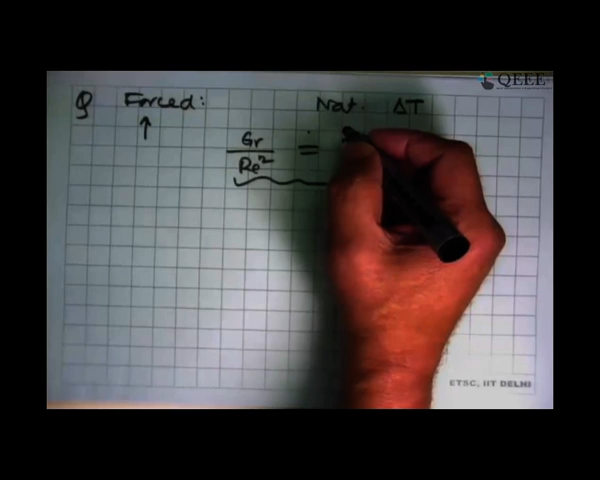 QEEE
Q Forced: Nat. ΔT
↑
Gr
Re² =
ETSC, IIT DELHI